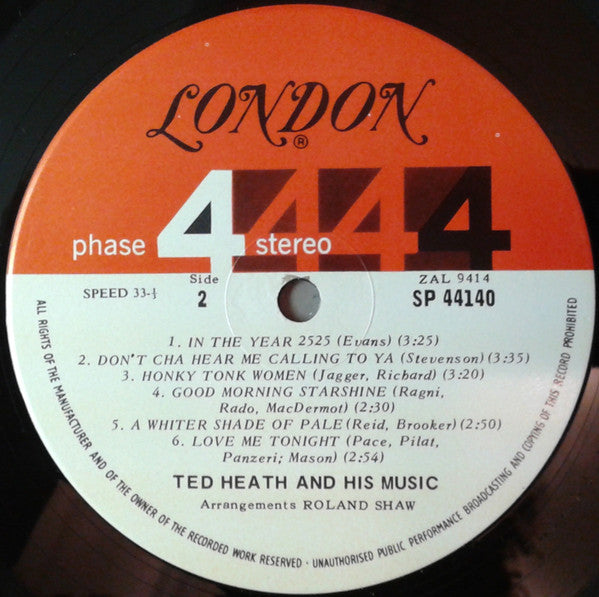 LONDON
®
phase 4 stereo 4 4 4
SPEED 33-⅓
Side
2
ZAL 9414
SP 44140
1. IN THE YEAR 2525 (Evans) (3:25)
2. DON'T CHA HEAR ME CALLING TO YA (Stevenson) (3:35)
3. HONKY TONK WOMEN (Jagger, Richard) (3:20)
4. GOOD MORNING STARSHINE (Ragni,
Rado, MacDermot) (2:30)
5. A WHITER SHADE OF PALE (Reid, Brooker) (2:50)
6. LOVE ME TONIGHT (Pace, Pilat,
Panzeri; Mason) (2:54)
TED HEATH AND HIS MUSIC
Arrangements ROLAND SHAW
ALL RIGHTS OF THE MANUFACTURER AND OF THE OWNER OF THE RECORDED WORK RESERVED · UNAUTHORISED PUBLIC PERFORMANCE BROADCASTING AND COPYING OF THIS RECORD PROHIBITED